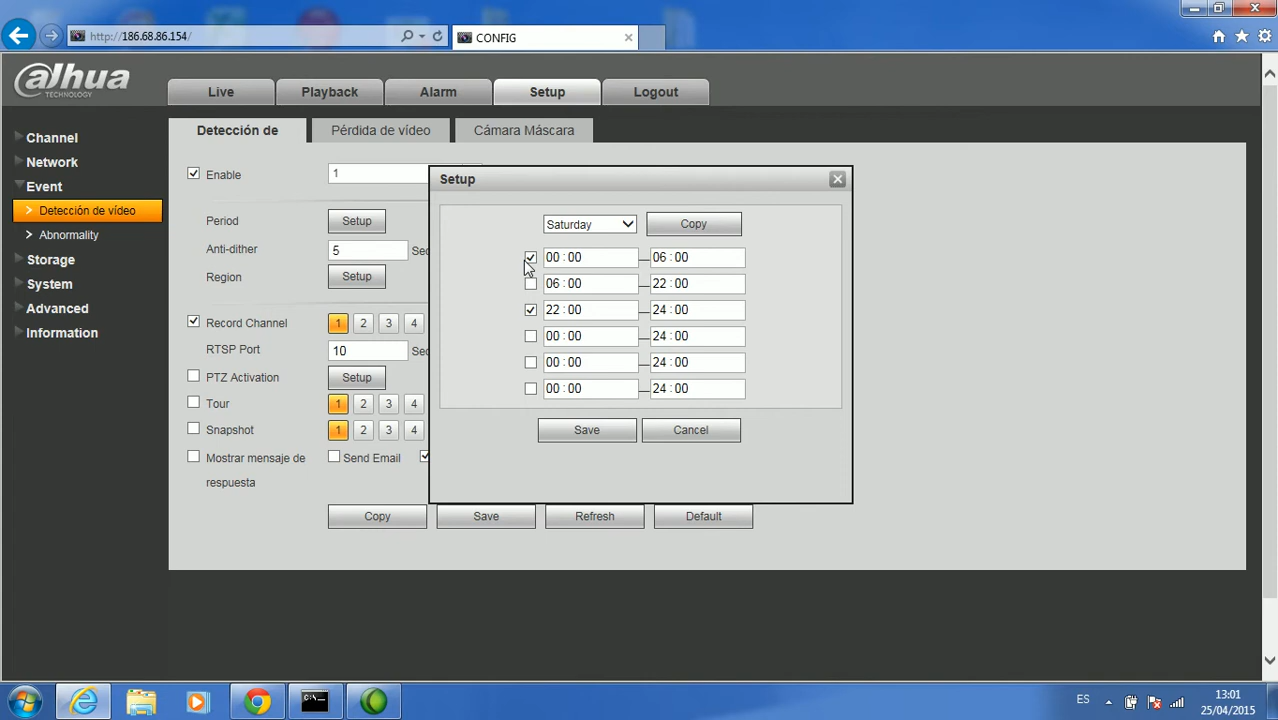 http://186.68.86.154/
CONFIG
alhua
TECHNOLOGY
Live
Playback
Alarm
Setup
Logout
Channel
Network
Event
Detección de vídeo
Abnormality
Storage
System
Advanced
Information
Detección de
Pérdida de vídeo
Cámara Máscara
Enable
1
Period
Setup
Anti-dither
5
Sec
Region
Setup
Record Channel
1 2 3 4
RTSP Port
10
Sec
PTZ Activation
Setup
Tour
1 2 3 4
Snapshot
1 2 3 4
Mostrar mensaje de
respuesta
Send Email
Copy
Save
Refresh
Default
Setup
Saturday
Copy
00 : 00 06 : 00
06 : 00 22 : 00
22 : 00 24 : 00
00 : 00 24 : 00
00 : 00 24 : 00
00 : 00 24 : 00
Save
Cancel
ES
13:01
25/04/2015